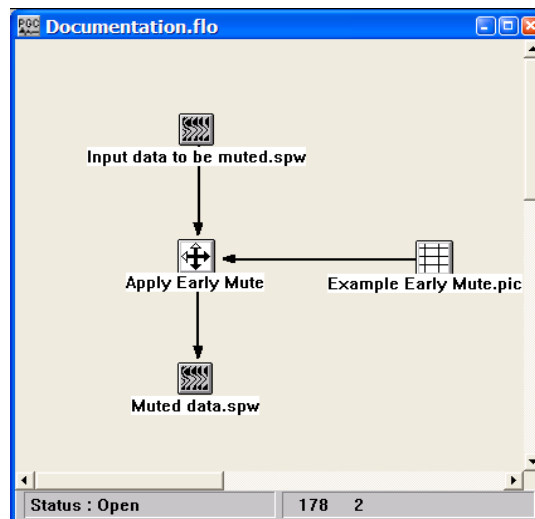 PGC
Documentation.flo
Input data to be muted.spw
Apply Early Mute
Example Early Mute.pic
Muted data.spw
Status : Open
178 2